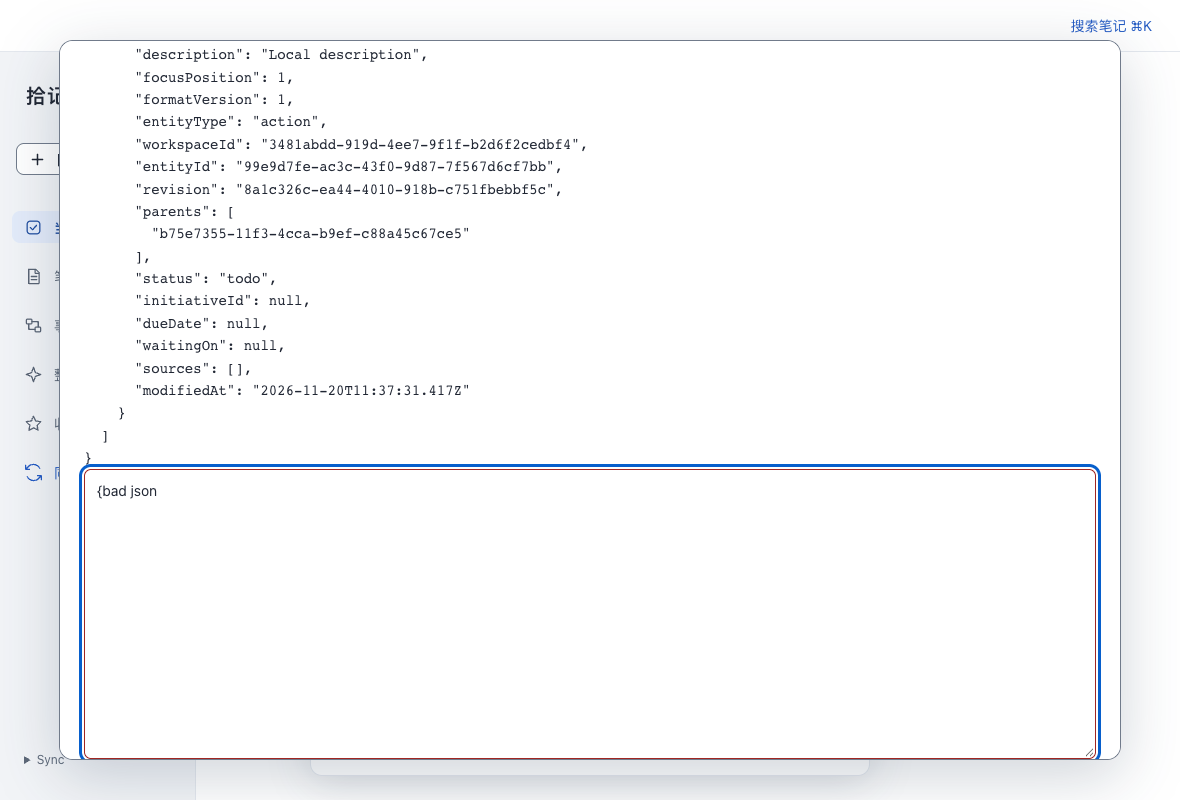 搜索笔记 ⌘K
拾记
"description": "Local description",
"focusPosition": 1,
"formatVersion": 1,
"entityType": "action",
"workspaceId": "3481abdd-919d-4ee7-9f1f-b2d6f2cedbf4",
"entityId": "99e9d7fe-ac3c-43f0-9d87-7f567d6cf7bb",
"revision": "8a1c326c-ea44-4010-918b-c751fbebbf5c",
"parents": [
"b75e7355-11f3-4cca-b9ef-c88a45c67ce5"
],
"status": "todo",
"initiativeId": null,
"dueDate": null,
"waitingOn": null,
"sources": [],
"modifiedAt": "2026-11-20T11:37:31.417Z"
}
]
}
{bad json
Sync